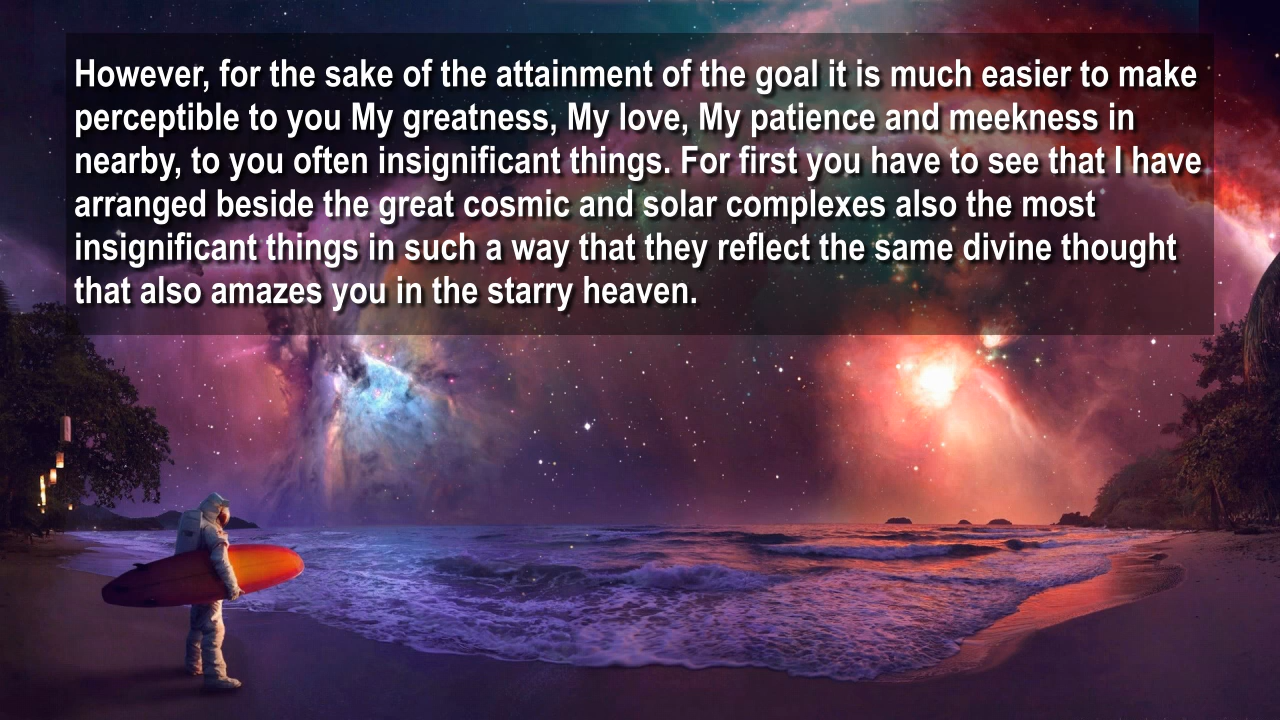 However, for the sake of the attainment of the goal it is much easier to make
perceptible to you My greatness, My love, My patience and meekness in
nearby, to you often insignificant things. For first you have to see that I have
arranged beside the great cosmic and solar complexes also the most
insignificant things in such a way that they reflect the same divine thought
that also amazes you in the starry heaven.